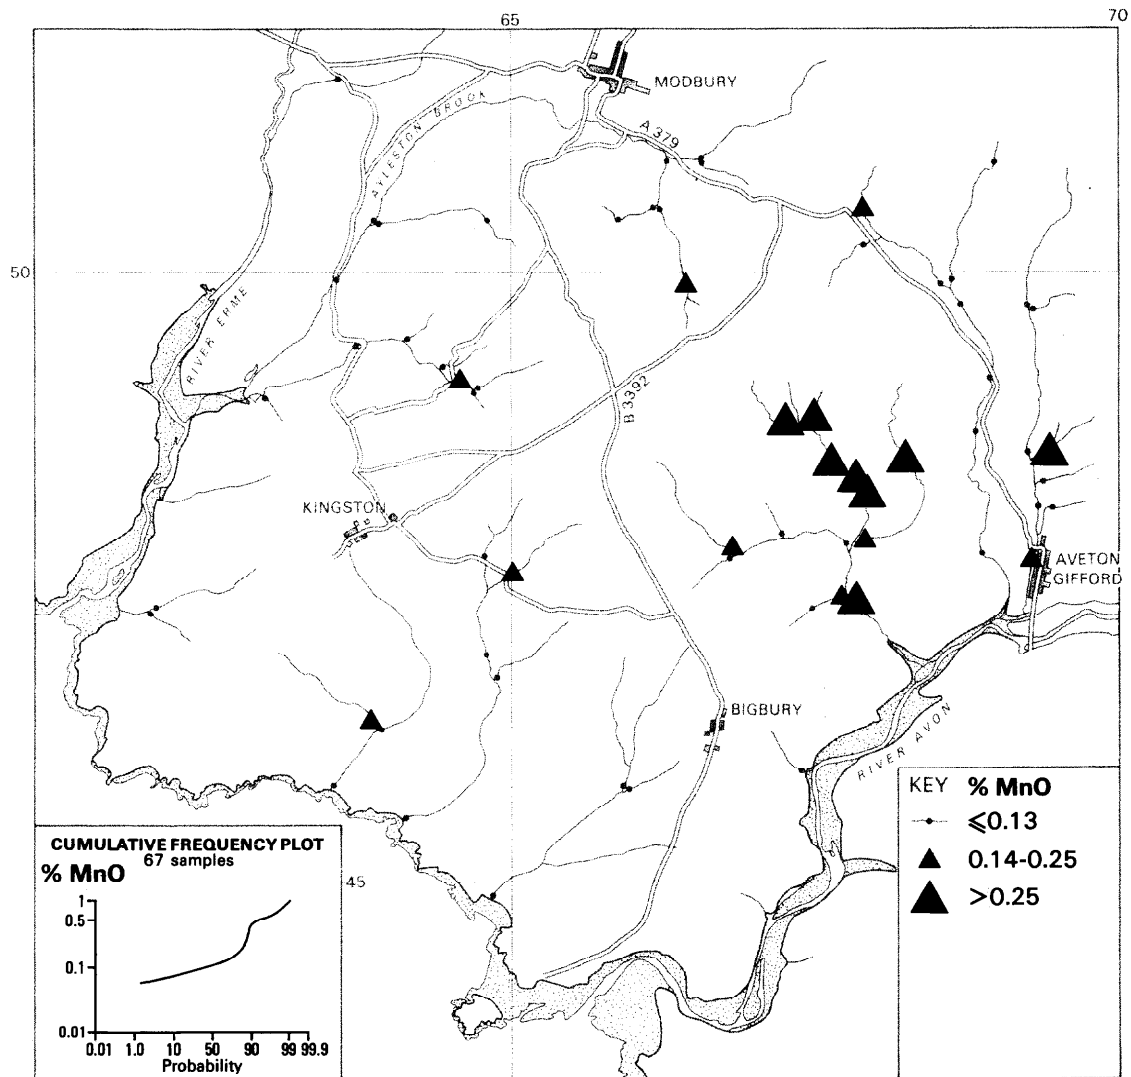 65
70
MODBURY
A 379
AYLESTON BROOK
50
RIVER ERME
B 3392
KINGSTON
AVETON
GIFFORD
BIGBURY
RIVER AVON
KEY % MnO
⩽0.13
0.14-0.25
>0.25
45
CUMULATIVE FREQUENCY PLOT
67 samples
% MnO
1
0.5
0.1
0.01
0.01 1.0 10 50 90 99 99.9
Probability